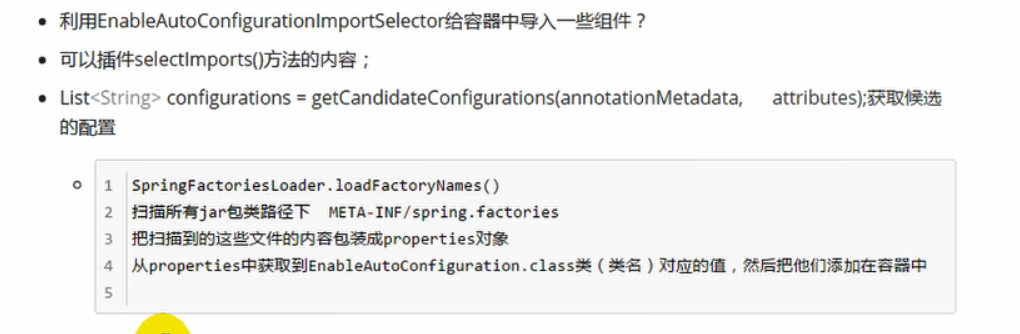 利用EnableAutoConfigurationImportSelector给容器中导入一些组件？
可以插件selectImports()方法的内容；
List<String> configurations = getCandidateConfigurations(annotationMetadata, attributes);获取候选
的配置
1 SpringFactoriesLoader.loadFactoryNames()
2 扫描所有jar包类路径下 META-INF/spring.factories
3 把扫描到的这些文件的内容包装成properties对象
4 从properties中获取到EnableAutoConfiguration.class类（类名）对应的值，然后把他们添加在容器中
5